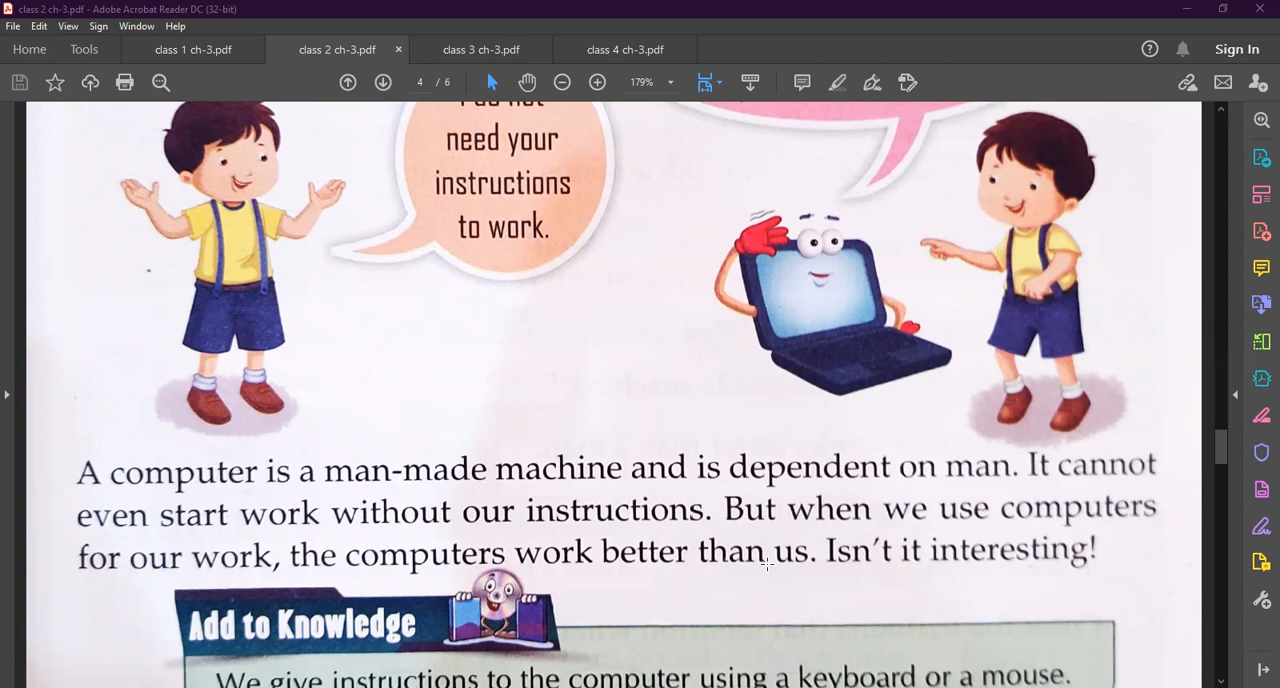 class 2 ch-3.pdf - Adobe Acrobat Reader DC (32-bit)
File Edit View Sign Window Help
Home Tools class 1 ch-3.pdf class 2 ch-3.pdf × class 3 ch-3.pdf class 4 ch-3.pdf Sign In
4 / 6 179%
need your
instructions
to work.
A computer is a man-made machine and is dependent on man. It cannot
even start work without our instructions. But when we use computers
for our work, the computers work better than us. Isn't it interesting!
Add to Knowledge
We give instructions to the computer using a keyboard or a mouse.